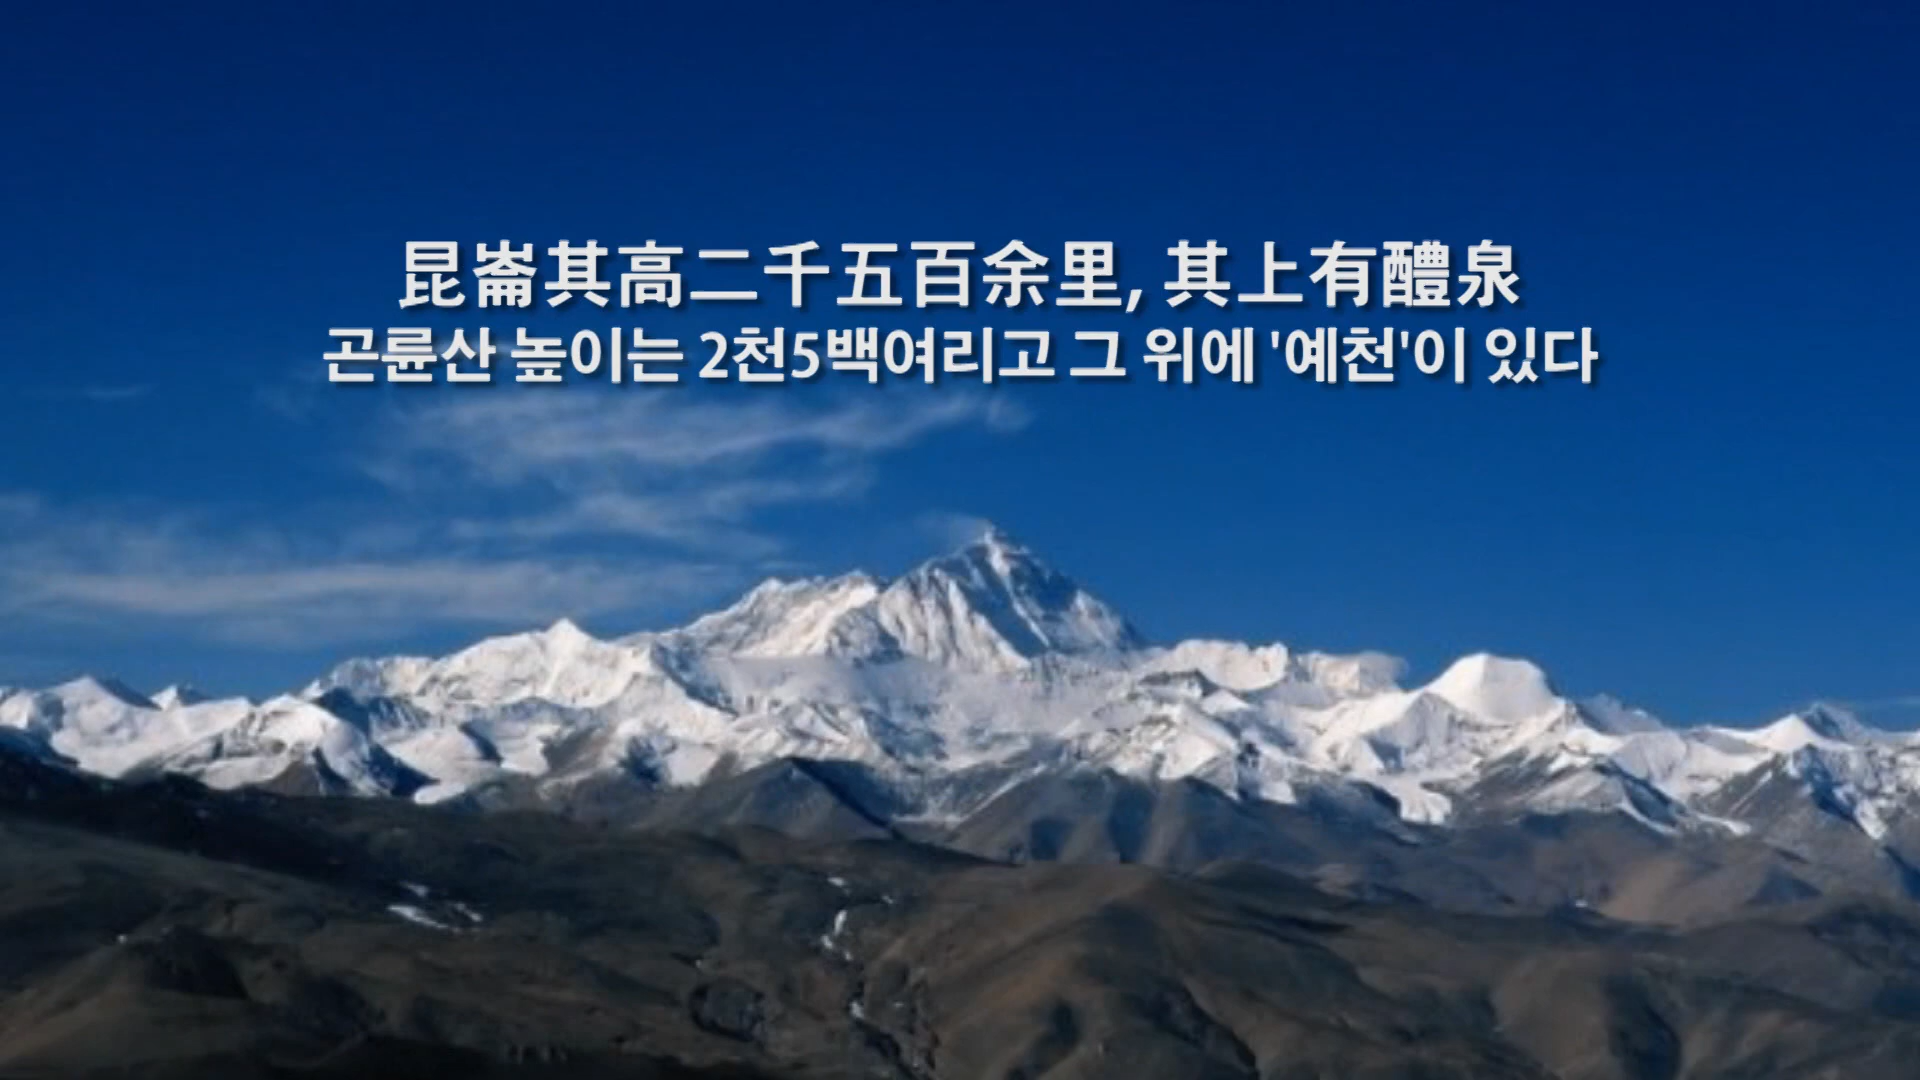 昆崙其高二千五百余里, 其上有醴泉
곤륜산 높이는 2천5백여리고 그 위에 '예천'이 있다